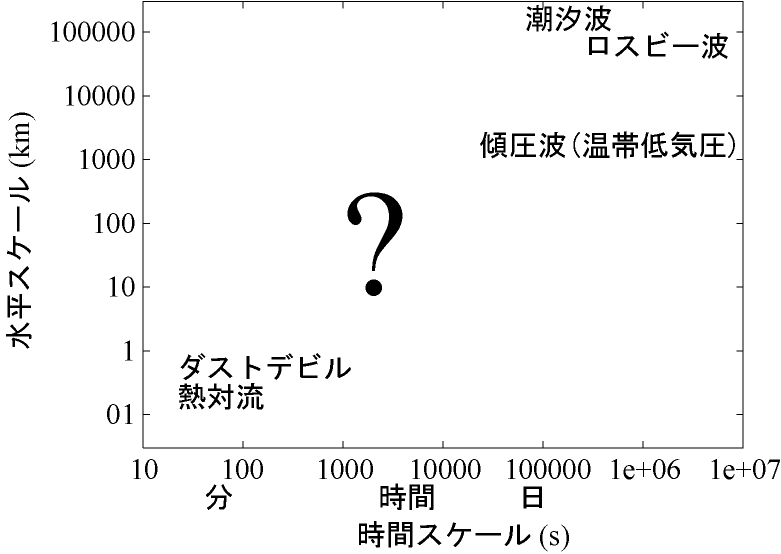 潮汐波
100000
ロスビー波
10000
傾圧波(温帯低気圧)
1000
100
?
10
1
ダストデビル
熱対流
01
水平スケール (km)
10 100 1000 10000 100000 1e+06 1e+07
分 時間 日
時間スケール (s)